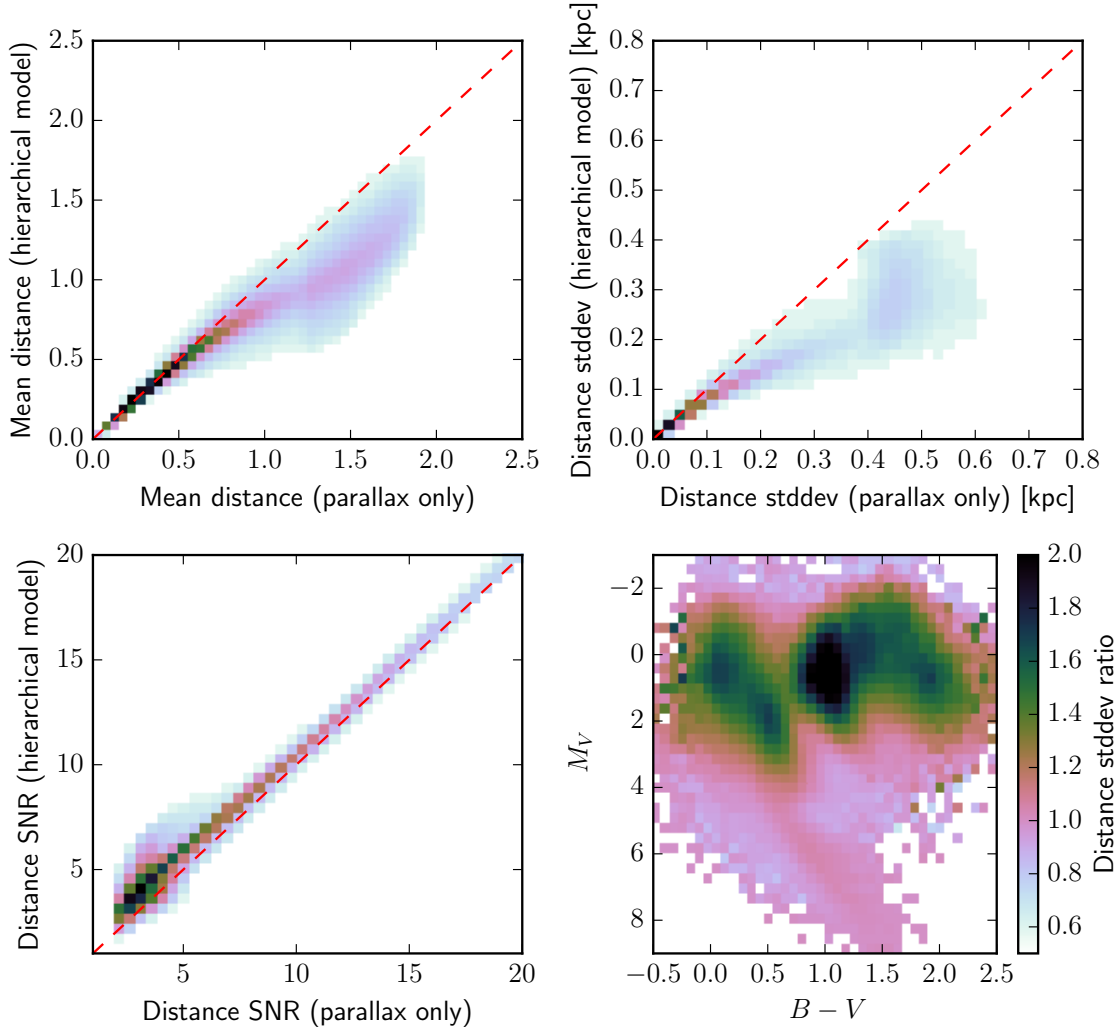 2.5
2.0
1.5
1.0
0.5
0.0
0.0 0.5 1.0 1.5 2.0 2.5
Mean distance (hierarchical model)
Mean distance (parallax only)
0.8
0.7
0.6
0.5
0.4
0.3
0.2
0.1
0.0
0.0 0.1 0.2 0.3 0.4 0.5 0.6 0.7 0.8
Distance stddev (hierarchical model) [kpc]
Distance stddev (parallax only) [kpc]
20
15
10
5
5 10 15 20
Distance SNR (hierarchical model)
Distance SNR (parallax only)
−2
0
2
4
6
8
−0.5 0.0 0.5 1.0 1.5 2.0 2.5
M_V
B − V
2.0
1.8
1.6
1.4
1.2
1.0
0.8
0.6
Distance stddev ratio